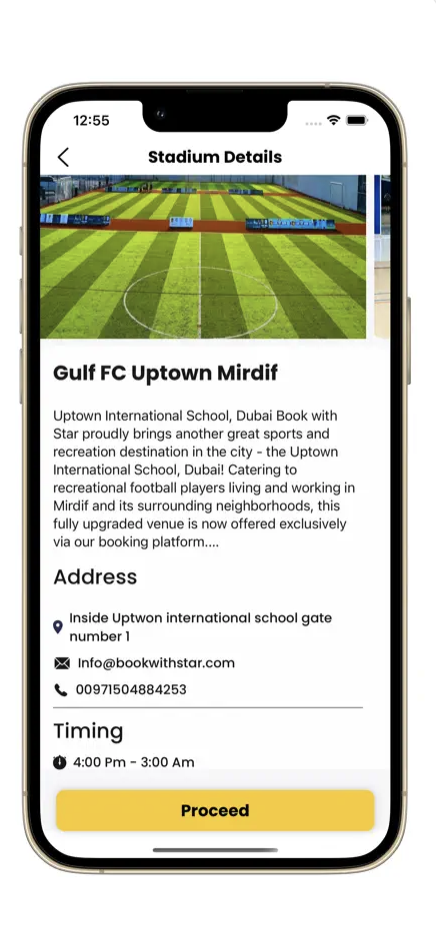 12:55
Stadium Details
Gulf FC Uptown Mirdif
Uptown International School, Dubai Book with
Star proudly brings another great sports and
recreation destination in the city - the Uptown
International School, Dubai! Catering to
recreational football players living and working in
Mirdif and its surrounding neighborhoods, this
fully upgraded venue is now offered exclusively
via our booking platform....
Address
Inside Uptwon international school gate
number 1
Info@bookwithstar.com
00971504884253
Timing
4:00 Pm - 3:00 Am
Proceed